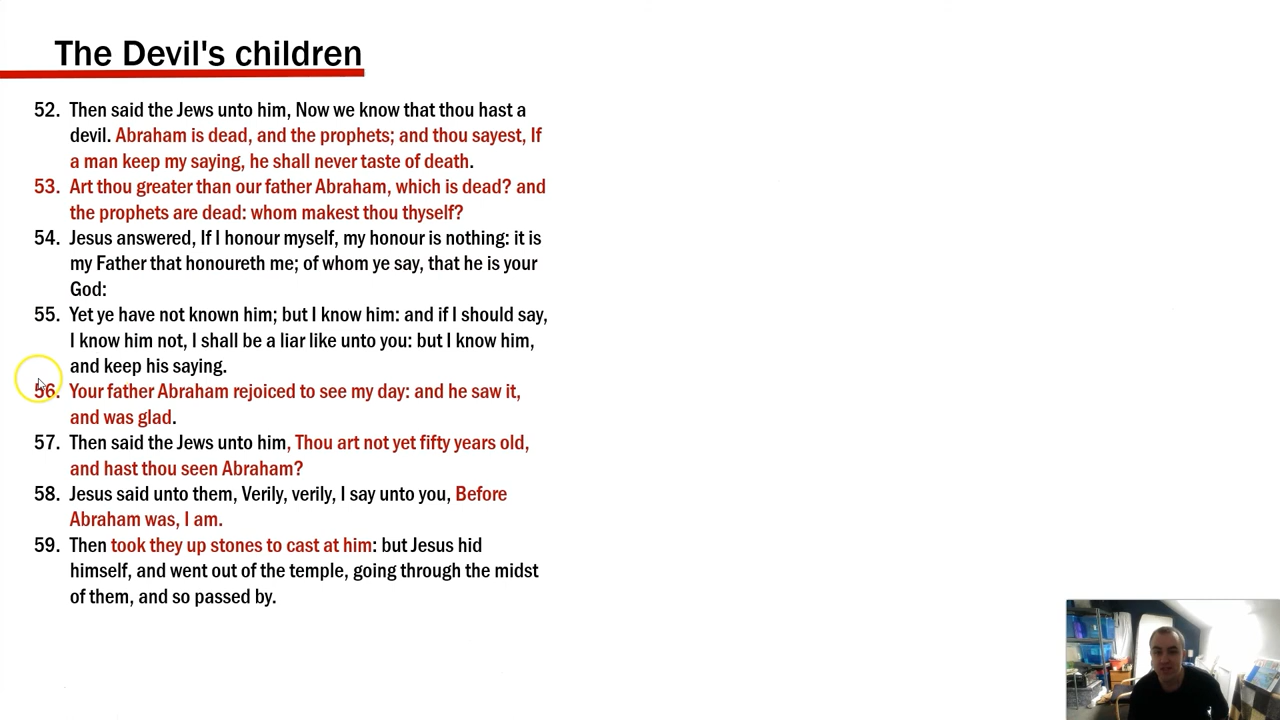 The Devil's children
52. Then said the Jews unto him, Now we know that thou hast a
devil. Abraham is dead, and the prophets; and thou sayest, If
a man keep my saying, he shall never taste of death.
53. Art thou greater than our father Abraham, which is dead? and
the prophets are dead: whom makest thou thyself?
54. Jesus answered, If I honour myself, my honour is nothing: it is
my Father that honoureth me; of whom ye say, that he is your
God:
55. Yet ye have not known him; but I know him: and if I should say,
I know him not, I shall be a liar like unto you: but I know him,
and keep his saying.
56. Your father Abraham rejoiced to see my day: and he saw it,
and was glad.
57. Then said the Jews unto him, Thou art not yet fifty years old,
and hast thou seen Abraham?
58. Jesus said unto them, Verily, verily, I say unto you, Before
Abraham was, I am.
59. Then took they up stones to cast at him: but Jesus hid
himself, and went out of the temple, going through the midst
of them, and so passed by.